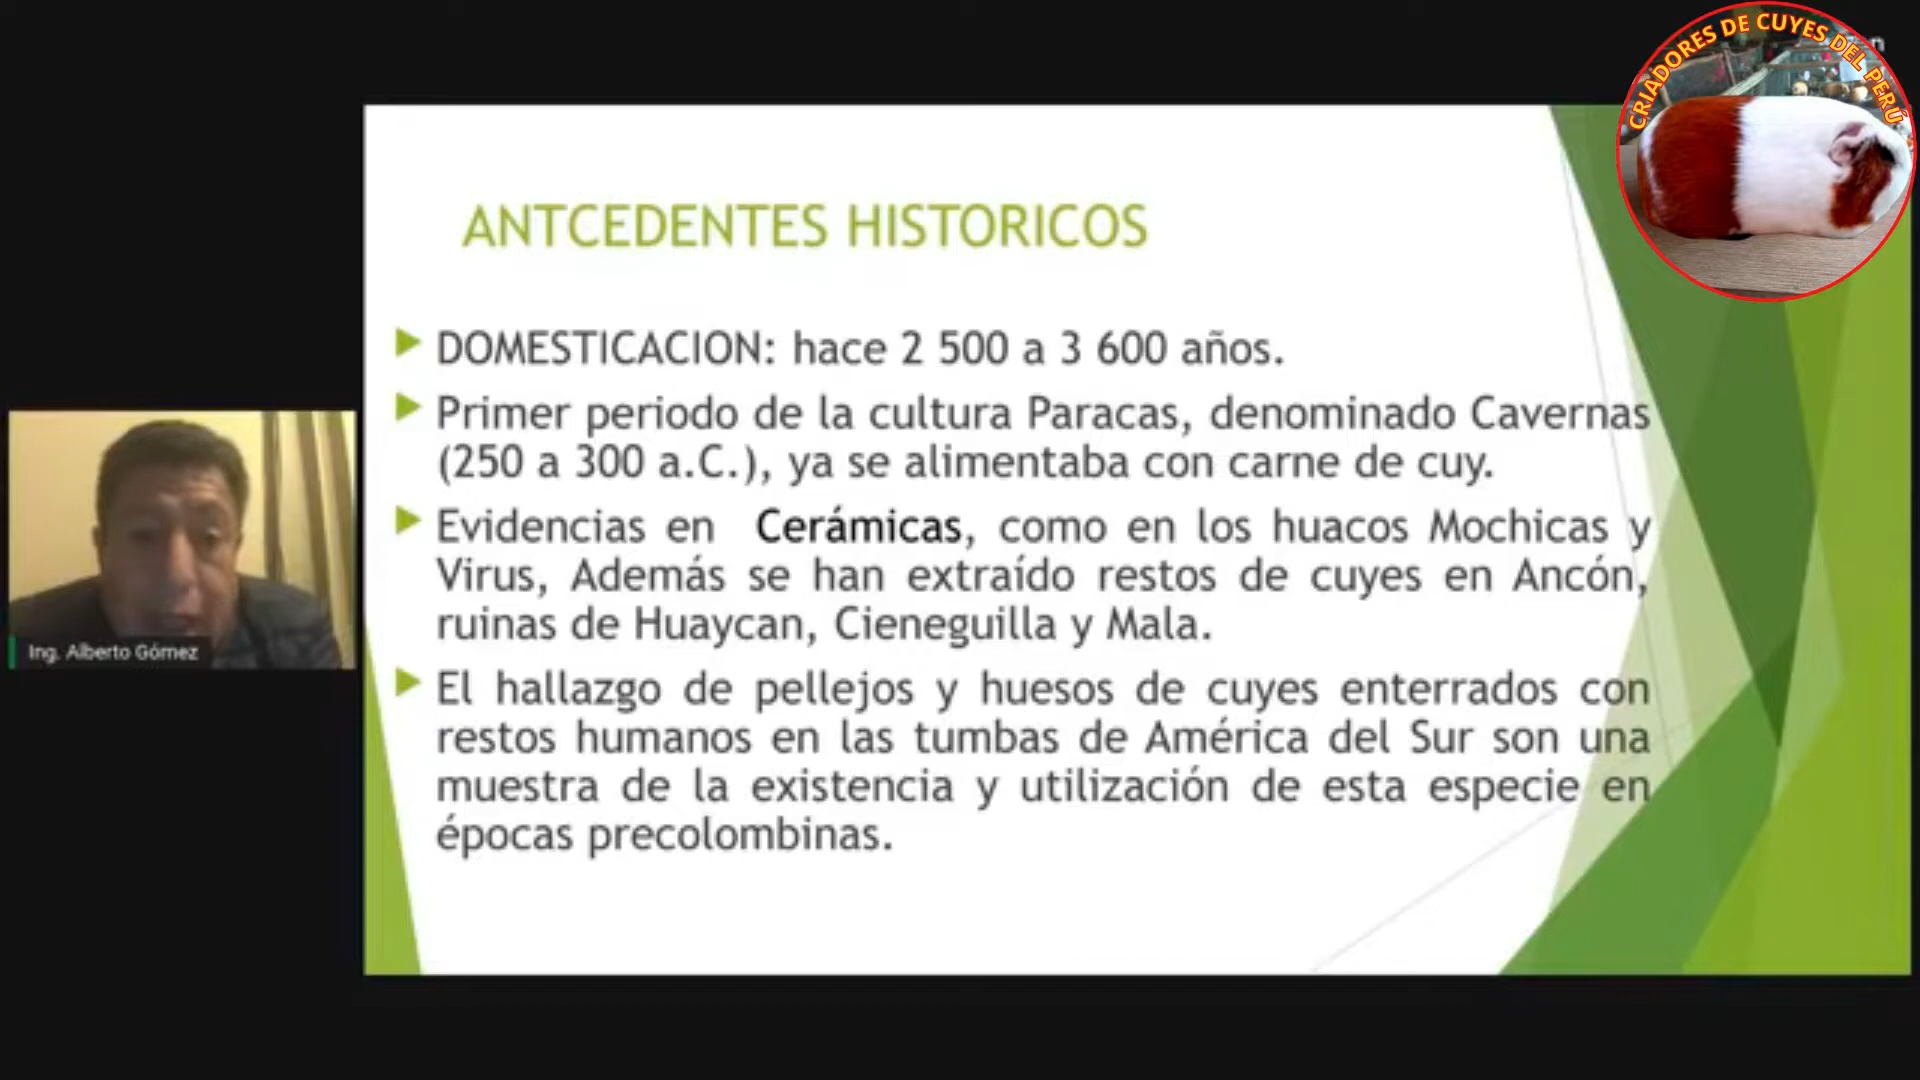 CRIADORES DE CUYES DEL PERÚ
ANTCEDENTES HISTORICOS
DOMESTICACION: hace 2 500 a 3 600 años.
Primer periodo de la cultura Paracas, denominado Cavernas
(250 a 300 a.C.), ya se alimentaba con carne de cuy.
Evidencias en Cerámicas, como en los huacos Mochicas y
Virus, Además se han extraído restos de cuyes en Ancón,
ruinas de Huaycan, Cieneguilla y Mala.
El hallazgo de pellejos y huesos de cuyes enterrados con
restos humanos en las tumbas de América del Sur son una
muestra de la existencia y utilización de esta especie en
épocas precolombinas.
Ing. Alberto Gómez